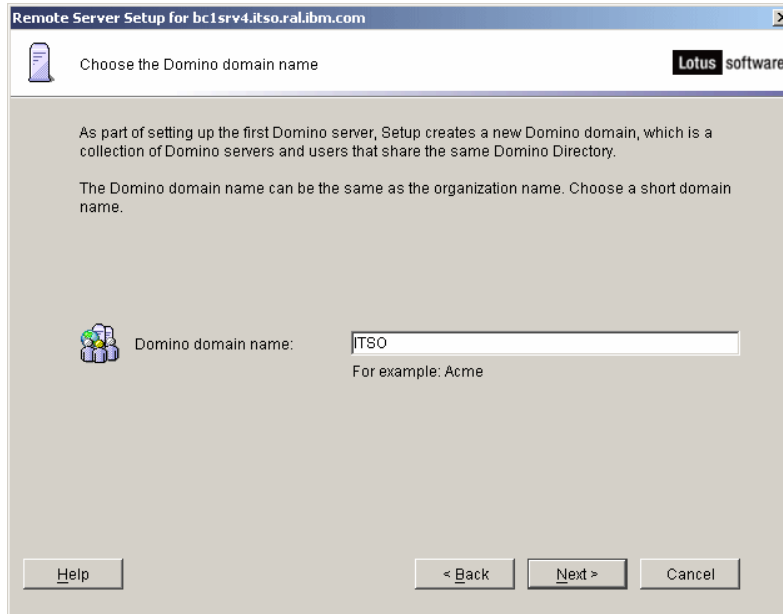 Remote Server Setup for bc1srv4.itso.ral.ibm.com
Choose the Domino domain name
Lotus software
As part of setting up the first Domino server, Setup creates a new Domino domain, which is a
collection of Domino servers and users that share the same Domino Directory.
The Domino domain name can be the same as the organization name. Choose a short domain
name.
Domino domain name:
ITSO
For example: Acme
Help
< Back
Next >
Cancel